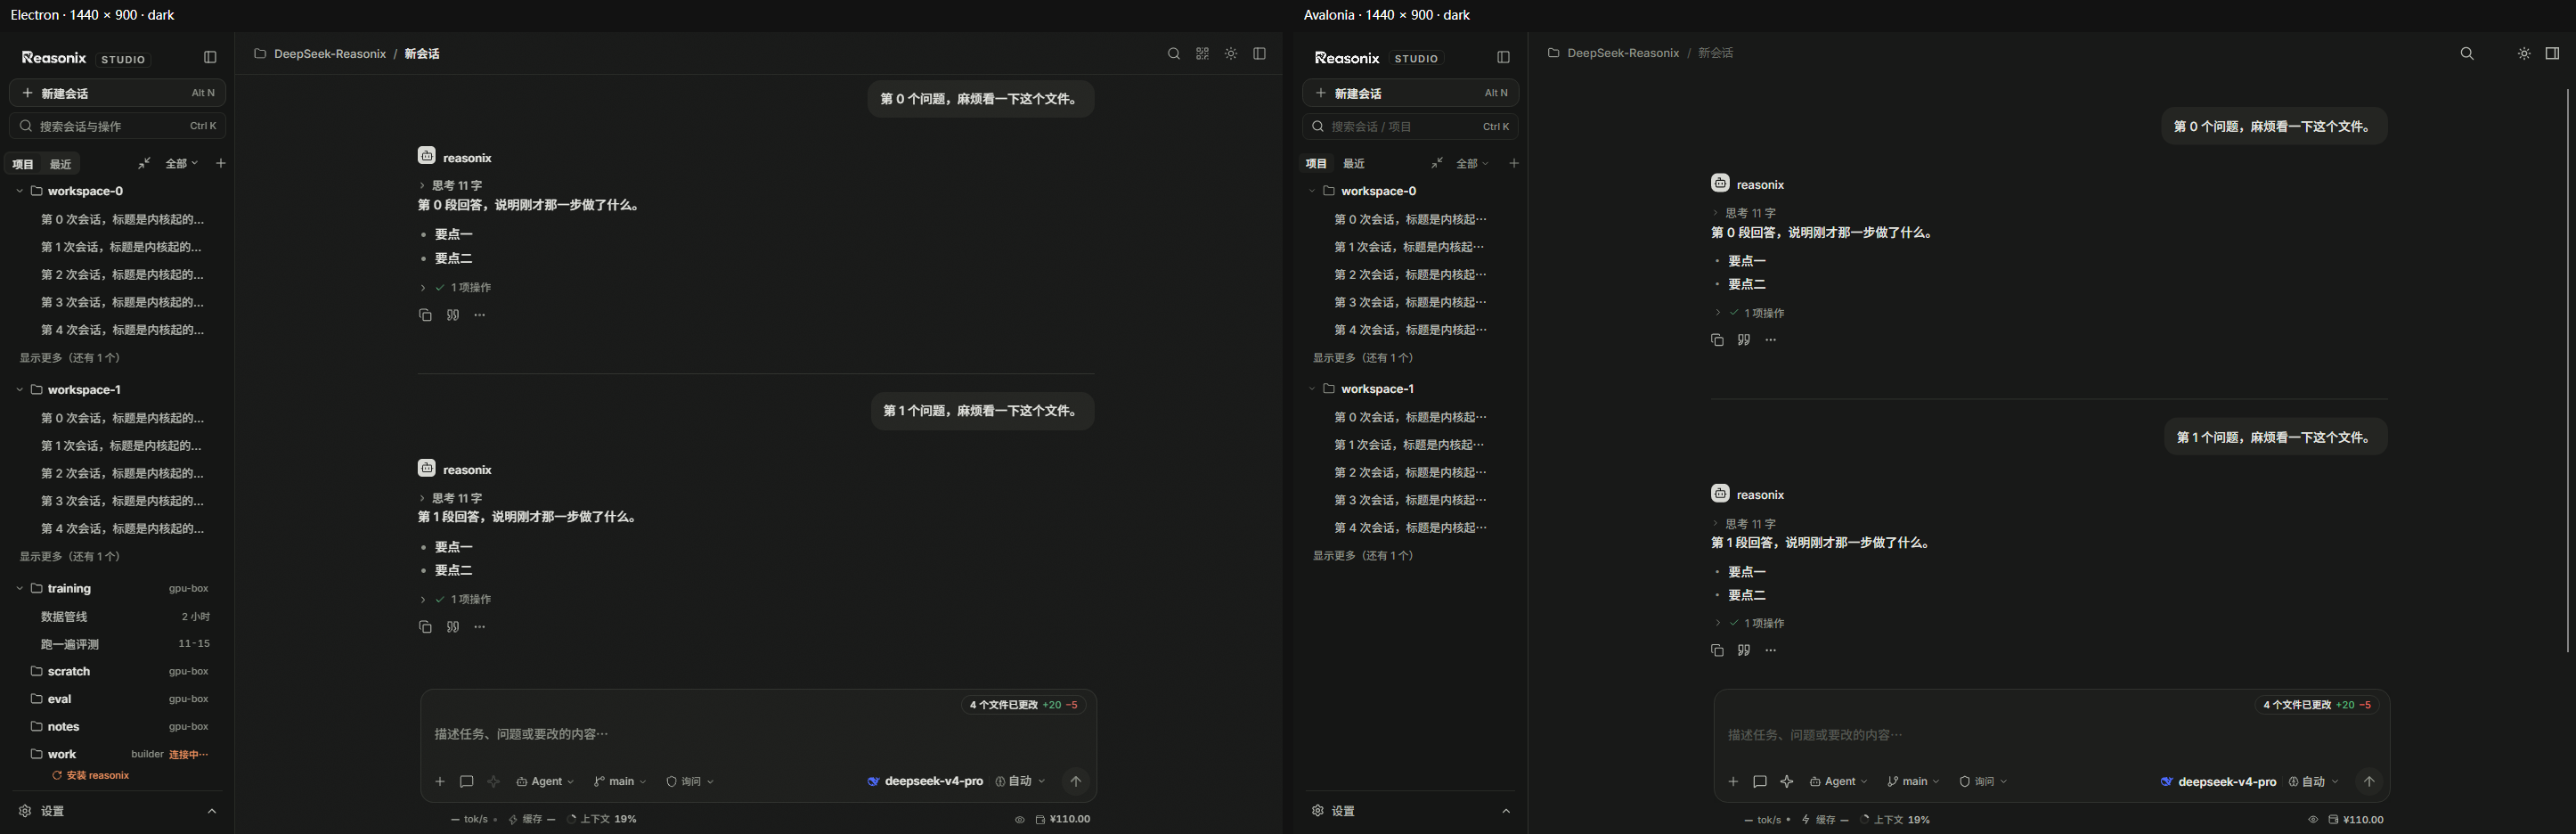 Electron · 1440 × 900 · dark
Reasonix STUDIO
新建会话 Alt N
搜索会话与操作 Ctrl K
项目 最近 全部
workspace-0
第 0 次会话，标题是内核起的...
第 1 次会话，标题是内核起的...
第 2 次会话，标题是内核起的...
第 3 次会话，标题是内核起的...
第 4 次会话，标题是内核起的...
显示更多（还有 1 个）
workspace-1
第 0 次会话，标题是内核起的...
第 1 次会话，标题是内核起的...
第 2 次会话，标题是内核起的...
第 3 次会话，标题是内核起的...
第 4 次会话，标题是内核起的...
显示更多（还有 1 个）
training gpu-box
数据管线 2 小时
跑一遍评测 11-15
scratch gpu-box
eval gpu-box
notes gpu-box
work builder 连接中···
安装 reasonix
设置
DeepSeek-Reasonix / 新会话
第 0 个问题，麻烦看一下这个文件。
reasonix
思考 11 字
第 0 段回答，说明刚才那一步做了什么。
• 要点一
• 要点二
1 项操作
第 1 个问题，麻烦看一下这个文件。
reasonix
思考 11 字
第 1 段回答，说明刚才那一步做了什么。
• 要点一
• 要点二
1 项操作
4 个文件已更改 +20 −5
描述任务、问题或要改的内容···
Agent main 询问 deepseek-v4-pro 自动
— tok/s • 缓存 — 上下文 19% ¥110.00
Avalonia · 1440 × 900 · dark
Reasonix STUDIO
新建会话 Alt N
搜索会话 / 项目 Ctrl K
项目 最近 全部
workspace-0
第 0 次会话，标题是内核起···
第 1 次会话，标题是内核起···
第 2 次会话，标题是内核起···
第 3 次会话，标题是内核起···
第 4 次会话，标题是内核起···
显示更多（还有 1 个）
workspace-1
第 0 次会话，标题是内核起···
第 1 次会话，标题是内核起···
第 2 次会话，标题是内核起···
第 3 次会话，标题是内核起···
第 4 次会话，标题是内核起···
显示更多（还有 1 个）
设置
DeepSeek-Reasonix / 新会话
第 0 个问题，麻烦看一下这个文件。
reasonix
思考 11 字
第 0 段回答，说明刚才那一步做了什么。
• 要点一
• 要点二
1 项操作
第 1 个问题，麻烦看一下这个文件。
reasonix
思考 11 字
第 1 段回答，说明刚才那一步做了什么。
• 要点一
• 要点二
1 项操作
4 个文件已更改 +20 −5
描述任务、问题或要改的内容···
Agent main 询问 deepseek-v4-pro 自动
— tok/s • 缓存 — 上下文 19% ¥110.00